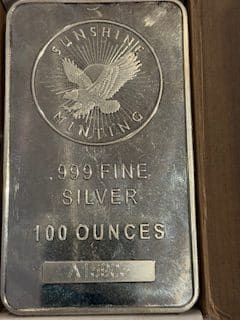 SUNSHINE
MINTING
.999 FINE
SILVER
100 OUNCES